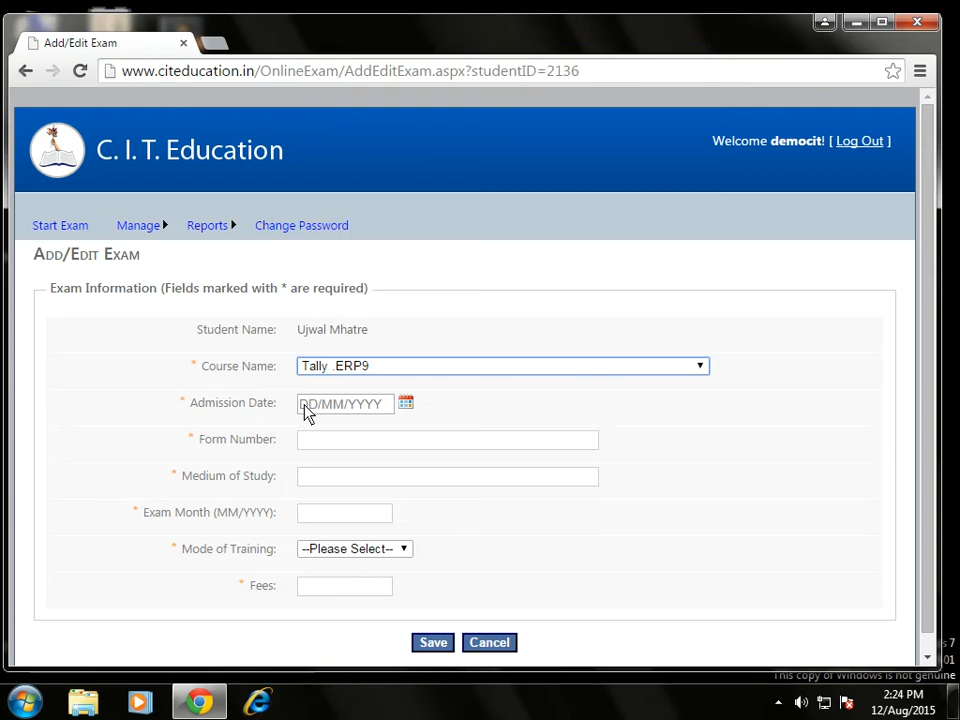 Add/Edit Exam
www.citeducation.in/OnlineExam/AddEditExam.aspx?studentID=2136
C. I. T. Education
Welcome democit! [ Log Out ]
Start Exam Manage Reports Change Password
Add/Edit Exam
Exam Information (Fields marked with * are required)
Student Name: Ujwal Mhatre
* Course Name: Tally .ERP9
* Admission Date: DD/MM/YYYY
* Form Number:
* Medium of Study:
* Exam Month (MM/YYYY):
* Mode of Training: --Please Select--
* Fees:
Save Cancel
s 7
01
This copy of Windows is not genuine
2:24 PM
12/Aug/2015